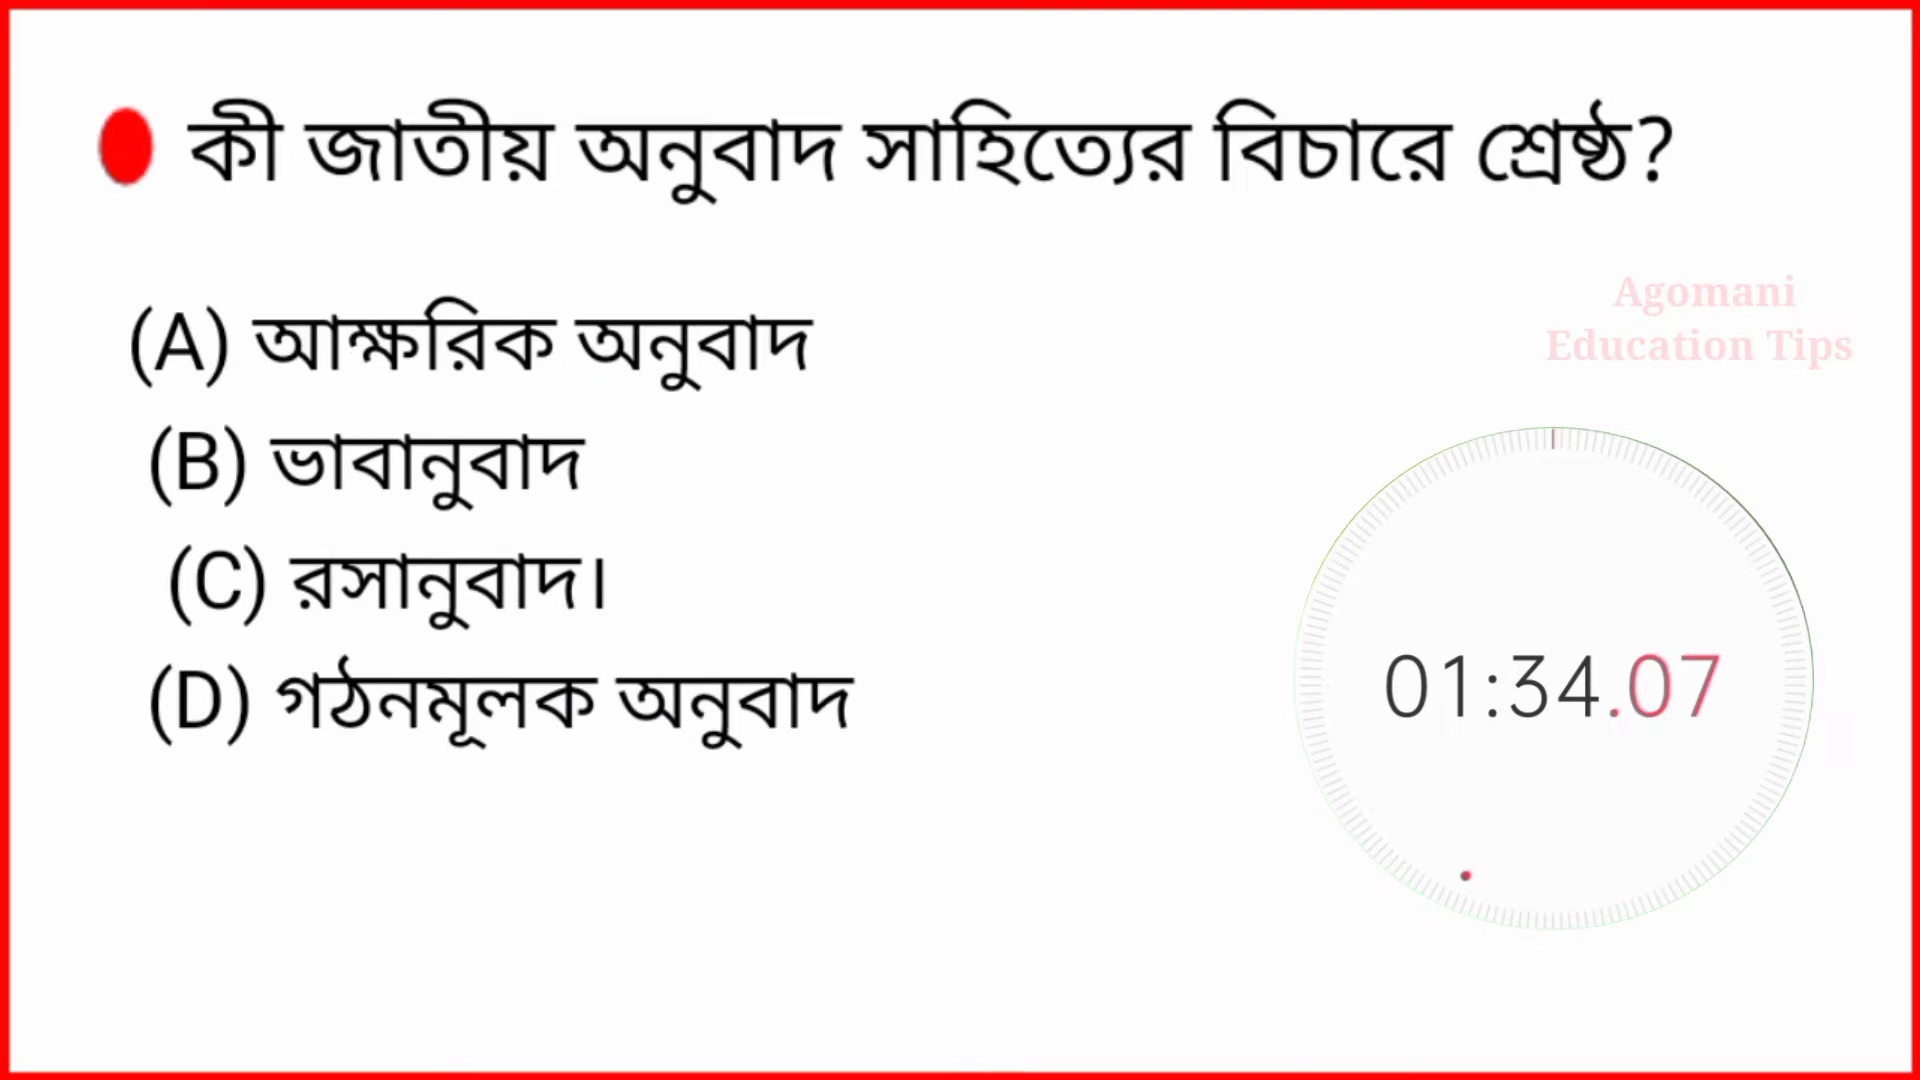 কী জাতীয় অনুবাদ সাহিত্যের বিচারে শ্রেষ্ঠ?
(A) আক্ষরিক অনুবাদ
(B) ভাবানুবাদ
(C) রসানুবাদ।
(D) গঠনমূলক অনুবাদ
Agomani
Education Tips
01:34.07